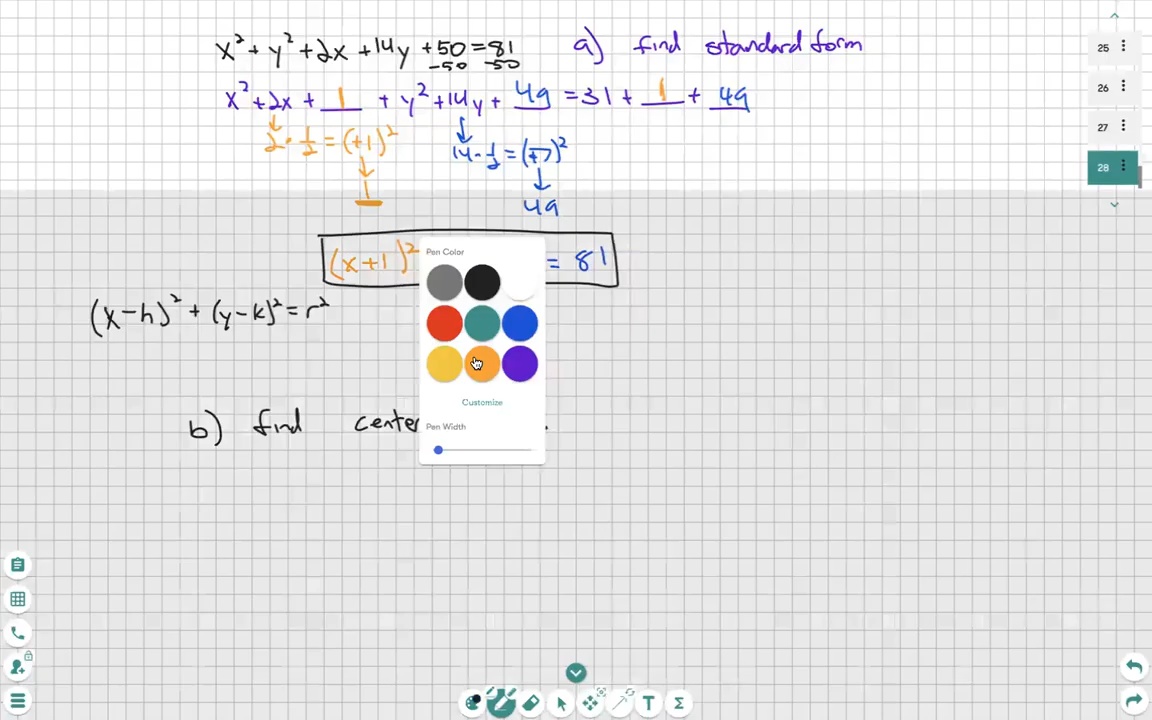 x² + y² + 2x + 14y + 50 = 81 a) find standard form
-50 -50
x² + 2x + 1 + y² + 14y + 49 = 31 + 1 + 49
2 · 1/2 = (+1)² 14 · 1/2 = (+7)²
1 49
(x+1)² = 81
(x-h)² + (y-k)² = r²
b) find center
Pen Color
Customize
Pen Width
25
26
27
28